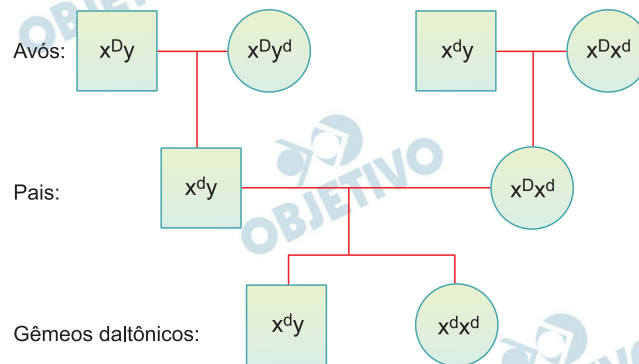 OBJETIVO
Avós: xᴰy xᴰyᵈ xᵈy xᴰxᵈ
Pais: xᵈy xᴰxᵈ
OBJETIVO
Gêmeos daltônicos: xᵈy xᵈxᵈ